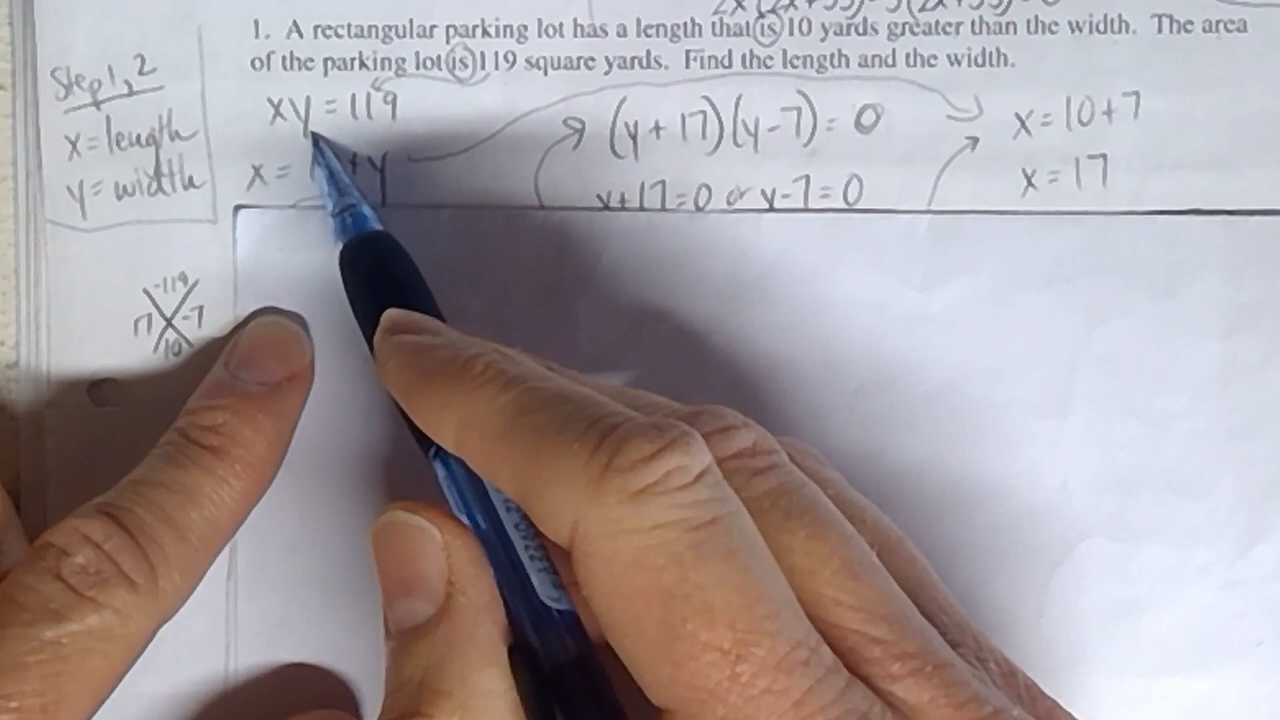 1. A rectangular parking lot has a length that is 10 yards greater than the width. The area
of the parking lot is 119 square yards. Find the length and the width.
Step 1, 2
x = length
y = width
xy = 119
x = + y
(y + 17)(y - 7) = 0
y+17=0 or y-7=0
x = 10 + 7
x = 17
-119
17 -7
10